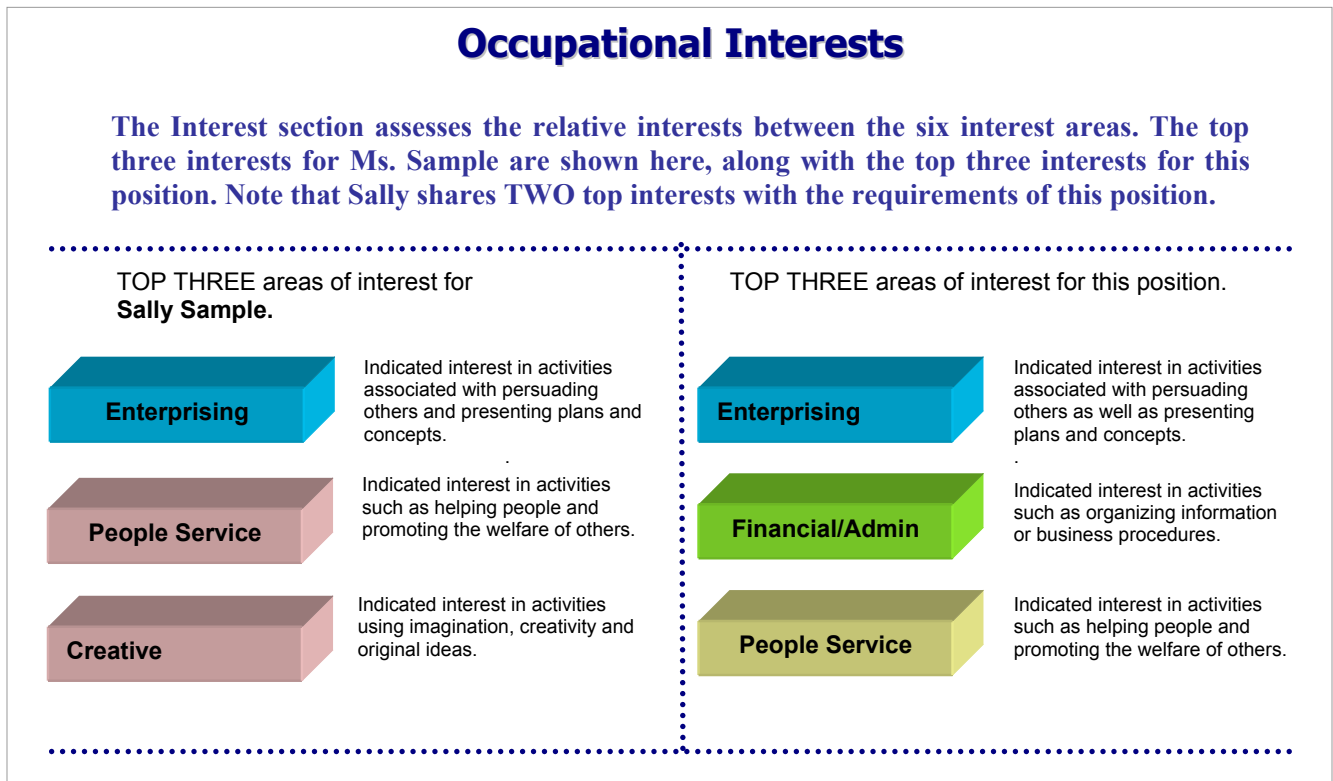 Occupational Interests
The Interest section assesses the relative interests between the six interest areas. The top
three interests for Ms. Sample are shown here, along with the top three interests for this
position. Note that Sally shares TWO top interests with the requirements of this position.
TOP THREE areas of interest for
Sally Sample.
Enterprising
Indicated interest in activities
associated with persuading
others and presenting plans and
concepts.
.
People Service
Indicated interest in activities
such as helping people and
promoting the welfare of others.
Creative
Indicated interest in activities
using imagination, creativity and
original ideas.
TOP THREE areas of interest for this position.
Enterprising
Indicated interest in activities
associated with persuading
others as well as presenting
plans and concepts.
.
Financial/Admin
Indicated interest in activities
such as organizing information
or business procedures.
People Service
Indicated interest in activities
such as helping people and
promoting the welfare of others.